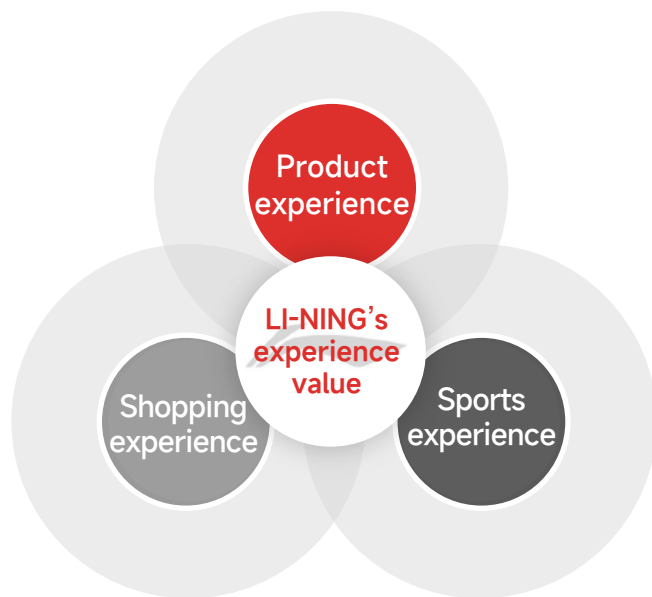 Product
experience
LI-NING’s
experience
value
Shopping
experience
Sports
experience